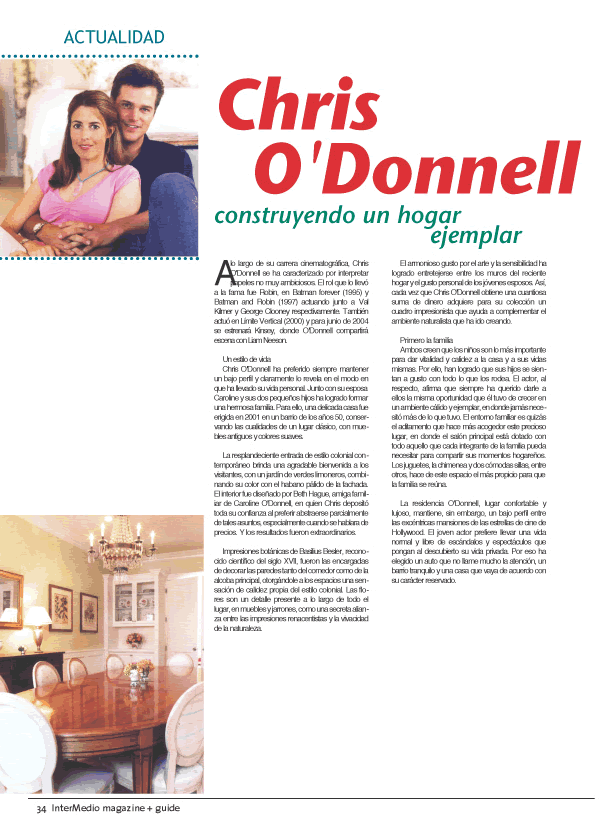 ACTUALIDAD
Chris
O'Donnell
construyendo un hogar
ejemplar
A lo largo de su carrera cinematográfica, Chris
O'Donnell se ha caracterizado por interpretar
papeles no muy ambiciosos. El rol que lo llevó
a la fama fue Robin, en Batman forever (1995) y
Batman and Robin (1997) actuando junto a Val
Kilmer y George Clooney respectivamente. También
actuó en Límite Vertical (2000) y para junio de 2004
se estrenará Kinsey, donde O'Donnell compartirá
escena con Liam Neeson.
Un estilo de vida
Chris O'Donnell ha preferido siempre mantener
un bajo perfil y claramente lo revela en el modo en
que ha llevado su vida personal. Junto con su esposa
Caroline y sus dos pequeños hijos ha logrado formar
una hermosa familia. Para ello, una delicada casa fue
erigida en 2001 en un barrio de los años 50, conser-
vando las cualidades de un lugar clásico, con mue-
bles antiguos y colores suaves.
La resplandeciente entrada de estilo colonial con-
temporáneo brinda una agradable bienvenida a los
visitantes, con un jardín de verdes limoneros, combi-
nando su color con el habano pálido de la fachada.
El interior fue diseñado por Beth Hague, amiga famil-
iar de Caroline O'Donnell, en quien Chris depositó
toda su confianza al preferir abstraerse parcialmente
de tales asuntos, especialmente cuando se hablara de
precios. Y los resultados fueron extraordinarios.
Impresiones botánicas de Basilius Besler, recono-
cido científico del siglo XVII, fueron las encargadas
de decorar las paredes tanto del comedor como de la
alcoba principal, otorgándole a los espacios una sen-
sación de calidez propia del estilo colonial. Las flo-
res son un detalle presente a lo largo de todo el
lugar, en muebles y jarrones, como una secreta alian-
za entre las impresiones renacentistas y la vivacidad
de la naturaleza.
El armonioso gusto por el arte y la sensibilidad ha
logrado entretejerse entre los muros del reciente
hogar y el gusto personal de los jóvenes esposos. Así,
cada vez que Chris O'Donnell obtiene una cuantiosa
suma de dinero adquiere para su colección un
cuadro impresionista que ayuda a complementar el
ambiente naturalista que ha ido creando.
Primero la familia
Ambos creen que los niños son lo más importante
para dar vitalidad y calidez a la casa y a sus vidas
mismas. Por ello, han logrado que sus hijos se sien-
tan a gusto con todo lo que los rodea. El actor, al
respecto, afirma que siempre ha querido darle a
ellos la misma oportunidad que él tuvo de crecer en
un ambiente cálido y ejemplar, en donde jamás nece-
sitó más de lo que tuvo. El entorno familiar es quizás
el aditamento que hace más acogedor este precioso
lugar, en donde el salón principal está dotado con
todo aquello que cada integrante de la familia pueda
necesitar para compartir sus momentos hogareños.
Los juguetes, la chimenea y dos cómodas sillas, entre
otros, hace de este espacio el más propicio para que
la familia se reúna.
La residencia O'Donnell, lugar confortable y
lujoso, mantiene, sin embargo, un bajo perfil entre
las excéntricas mansiones de las estrellas de cine de
Hollywood. El joven actor prefiere llevar una vida
normal y libre de escándalos y espectáculos que
pongan al descubierto su vida privada. Por eso ha
elegido un auto que no llame mucho la atención, un
barrio tranquilo y una casa que vaya de acuerdo con
su carácter reservado.
34 InterMedio magazine + guide